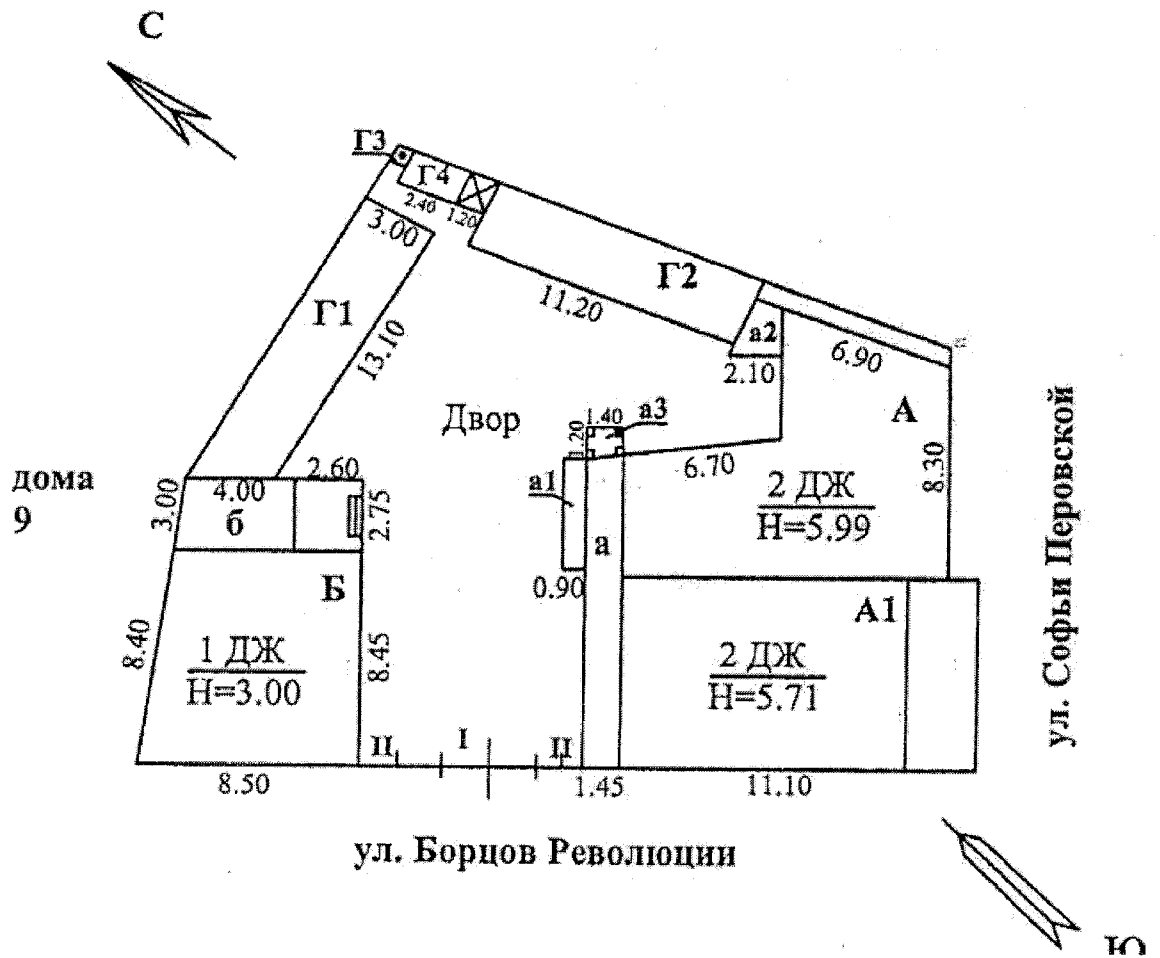 С
Г3
Г4
2.40
1.20
3.00
Г2
11.20
Г1
13.10
а2
2.10
6.90
А
Двор
1.40
а3
1.20
6.70
8.30
дома
9
2.60
4.00
3.00
б
2.75
а1
а
2 ДЖ
Н=5.99
0.90
Б
А1
8.40
1 ДЖ
Н=3.00
8.45
2 ДЖ
Н=5.71
ул. Софьи Перовской
II
I
II
8.50
1.45
11.10
ул. Борцов Революции
Ю